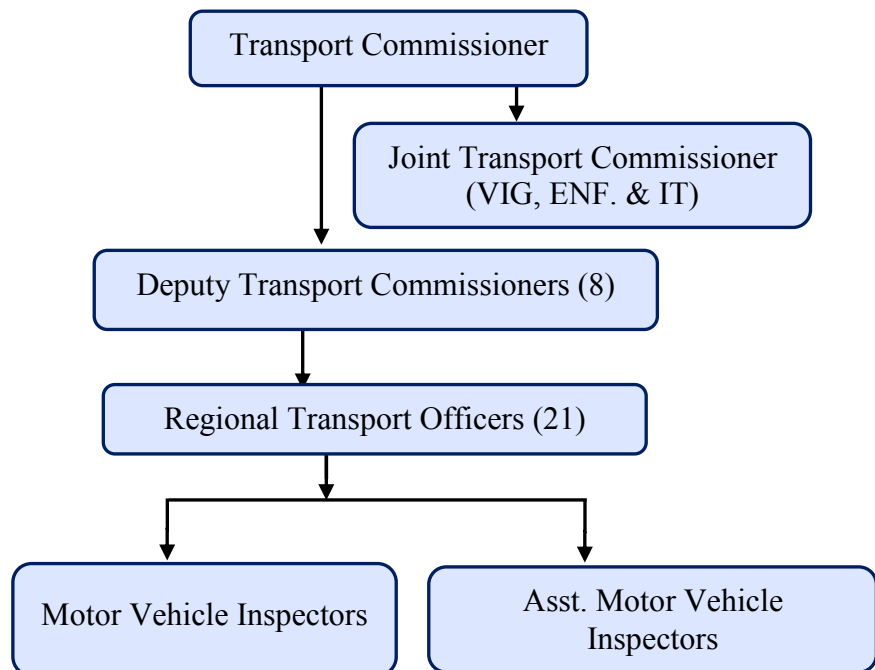 Transport Commissioner
Joint Transport Commissioner
(VIG, ENF. & IT)
Deputy Transport Commissioners (8)
Regional Transport Officers (21)
Motor Vehicle Inspectors
Asst. Motor Vehicle
Inspectors